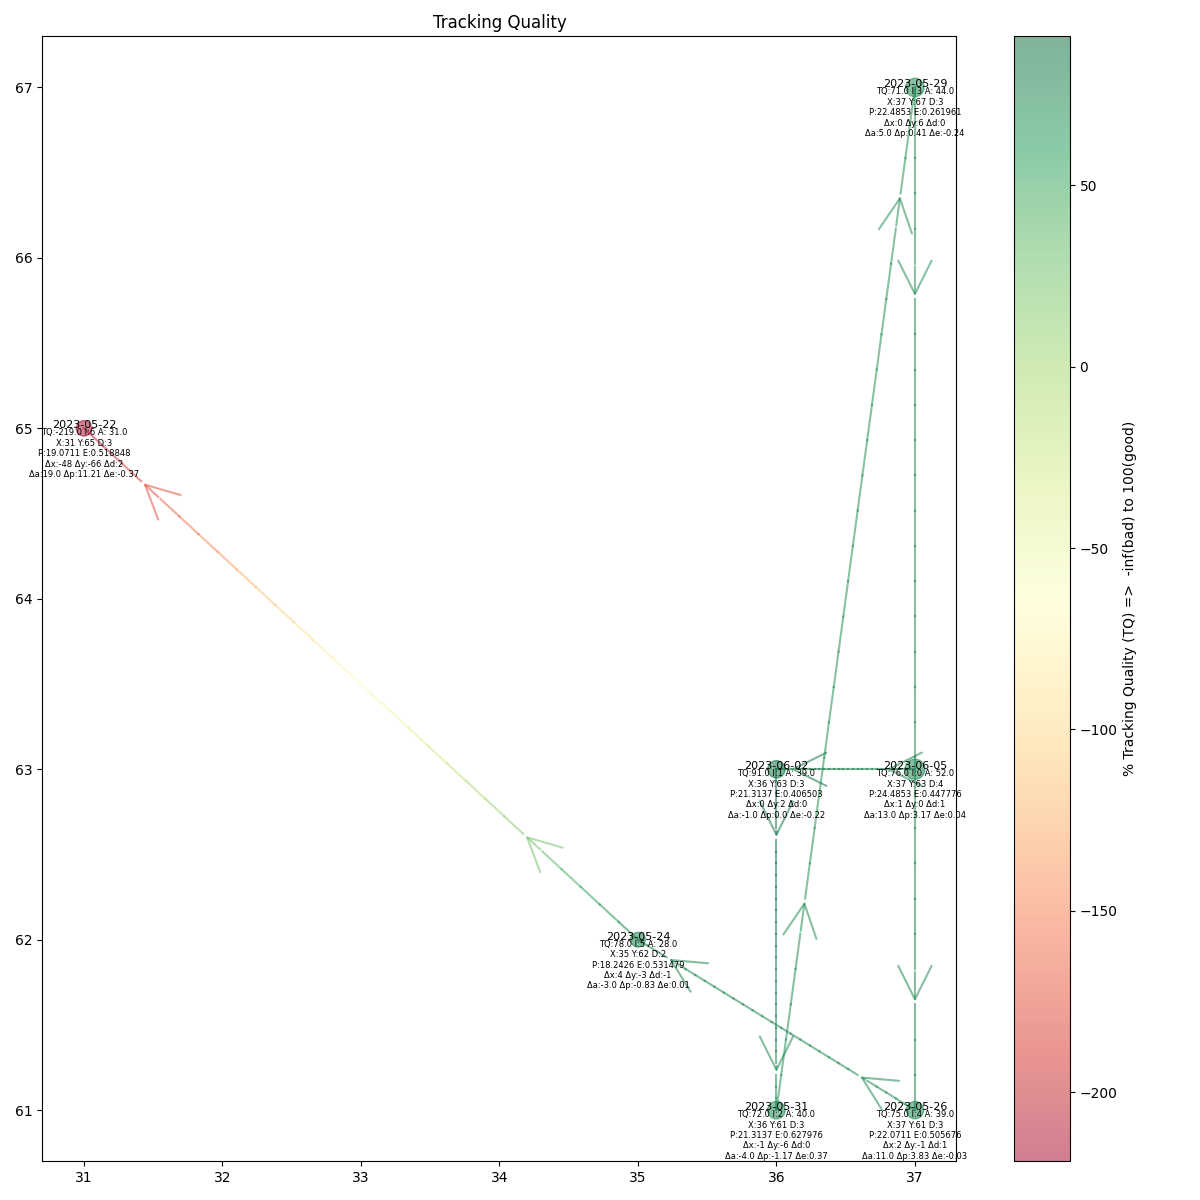 Tracking Quality
67
66
65
64
63
62
61
31
32
33
34
35
36
37
2023-05-29
TQ:71.0 I:3 A: 44.0
X:37 Y:67 D:3
P:22.4853 E:0.261961
Δx:0 Δy:6 Δd:0
Δa:5.0 Δp:0.41 Δe:-0.24
2023-05-22
TQ:-219.0 I:6 A: 31.0
X:31 Y:65 D:3
P:19.0711 E:0.518848
Δx:-48 Δy:-66 Δd:2
Δa:19.0 Δp:11.21 Δe:-0.37
2023-06-02
TQ:91.0 I:1 A: 39.0
X:36 Y:63 D:3
P:21.3137 E:0.406503
Δx:0 Δy:2 Δd:0
Δa:-1.0 Δp:0.0 Δe:-0.22
2023-06-05
TQ:76.0 I:0 A: 52.0
X:37 Y:63 D:4
P:24.4853 E:0.447776
Δx:1 Δy:0 Δd:1
Δa:13.0 Δp:3.17 Δe:0.04
2023-05-24
TQ:78.0 I:5 A: 28.0
X:35 Y:62 D:2
P:18.2426 E:0.531479
Δx:4 Δy:-3 Δd:-1
Δa:-3.0 Δp:-0.83 Δe:0.01
2023-05-31
TQ:72.0 I:2 A: 40.0
X:36 Y:61 D:3
P:21.3137 E:0.627976
Δx:-1 Δy:-6 Δd:0
Δa:-4.0 Δp:-1.17 Δe:0.37
2023-05-26
TQ:75.0 I:4 A: 39.0
X:37 Y:61 D:3
P:22.0711 E:0.505676
Δx:2 Δy:-1 Δd:1
Δa:11.0 Δp:3.83 Δe:-0.03
50
0
−50
−100
−150
−200
% Tracking Quality (TQ) => -inf(bad) to 100(good)